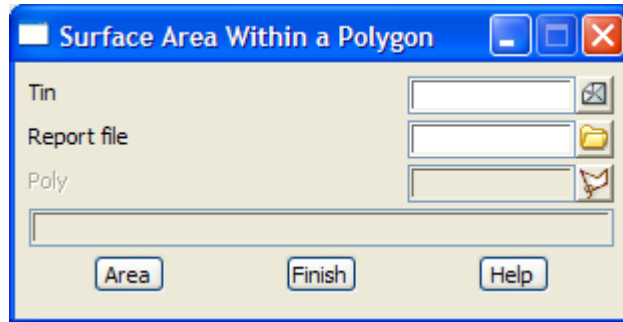 Surface Area Within a Polygon
Tin
Report file
Poly
Area Finish Help